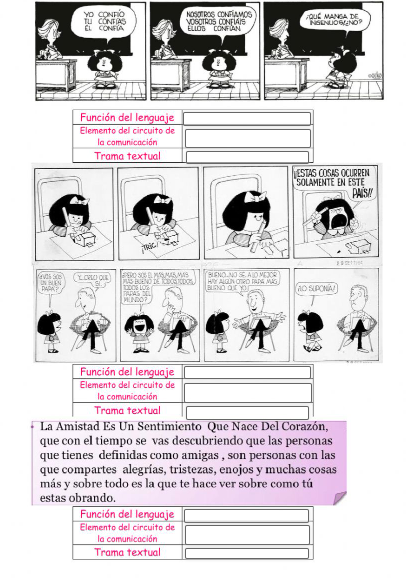 YO CONFÍO
TÚ CONFÍAS
ÉL CONFÍA
NOSOTROS CONFIAMOS
VOSOTROS CONFIÁIS
ELLOS CONFÍAN.
¡QUÉ MANGA DE
INGENUOS! ¿NO?
Función del lenguaje
Elemento del circuito de
la comunicación
Trama textual
¡TRAC!
¡¡ESTAS COSAS OCURREN
SOLAMENTE EN ESTE
PAÍS!!
¿VOS SOS
UN BUEN
PAPÁ?
Y..CREO QUE
SÍ..
¿PERO SOS EL MÁS, MÁS, MÁS
MÁS BUENO DE TODOS TODOS
TODOS LOS
PAPÁS DEL
MUNDO?
BUENO..NO SÉ. A LO MEJOR
HAY ALGÚN OTRO PAPÁ MÁS
BUENO QUE YO
¡LO SUPONÍA!
Función del lenguaje
Elemento del circuito de
la comunicación
Trama textual
La Amistad Es Un Sentimiento Que Nace Del Corazón,
que con el tiempo se vas descubriendo que las personas
que tienes definidas como amigas , son personas con las
que compartes alegrías, tristezas, enojos y muchas cosas
más y sobre todo es la que te hace ver sobre como tú
estas obrando.
Función del lenguaje
Elemento del circuito de
la comunicación
Trama textual